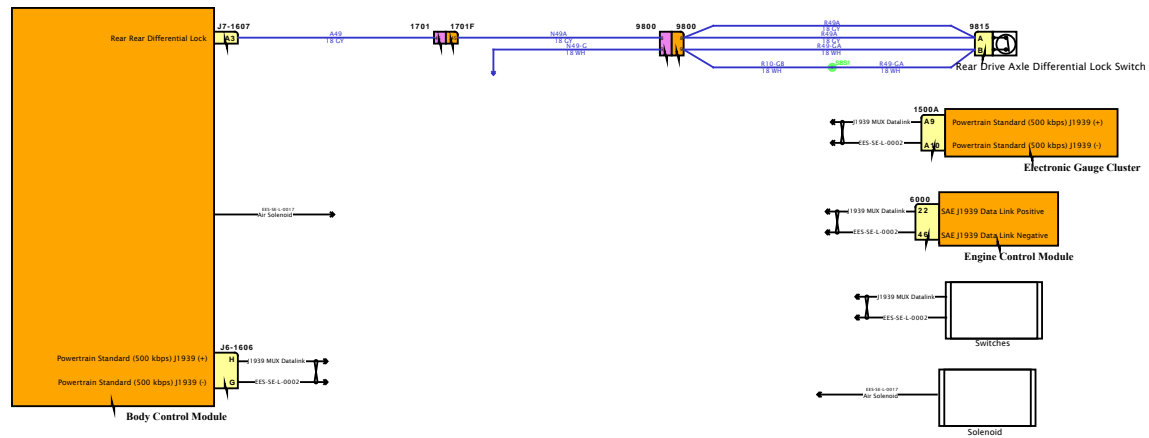 J7-1607
1701
1701F
9800
9800
9815
Rear Rear Differential Lock
A3
A49
18 GY
N49A
18 GY
N49-G
18 WH
R49A
18 GY
R49A
18 GY
R49-GA
18 WH
R10-GB
18 WH
R49-GA
18 WH
A
B
Rear Drive Axle Differential Lock Switch
1500A
J1939 MUX Datalink
A9
Powertrain Standard (500 kbps) J1939 (+)
EES-SE-L-0002
A10
Powertrain Standard (500 kbps) J1939 (-)
Electronic Gauge Cluster
6000
J1939 MUX Datalink
22
SAE J1939 Data Link Positive
EES-SE-L-0002
46
SAE J1939 Data Link Negative
Engine Control Module
EES-SE-L-0017
Air Solenoid
J1939 MUX Datalink
EES-SE-L-0002
Switches
J6-1606
Powertrain Standard (500 kbps) J1939 (+)
H
J1939 MUX Datalink
Powertrain Standard (500 kbps) J1939 (-)
G
EES-SE-L-0002
Body Control Module
EES-SE-L-0017
Air Solenoid
Solenoid